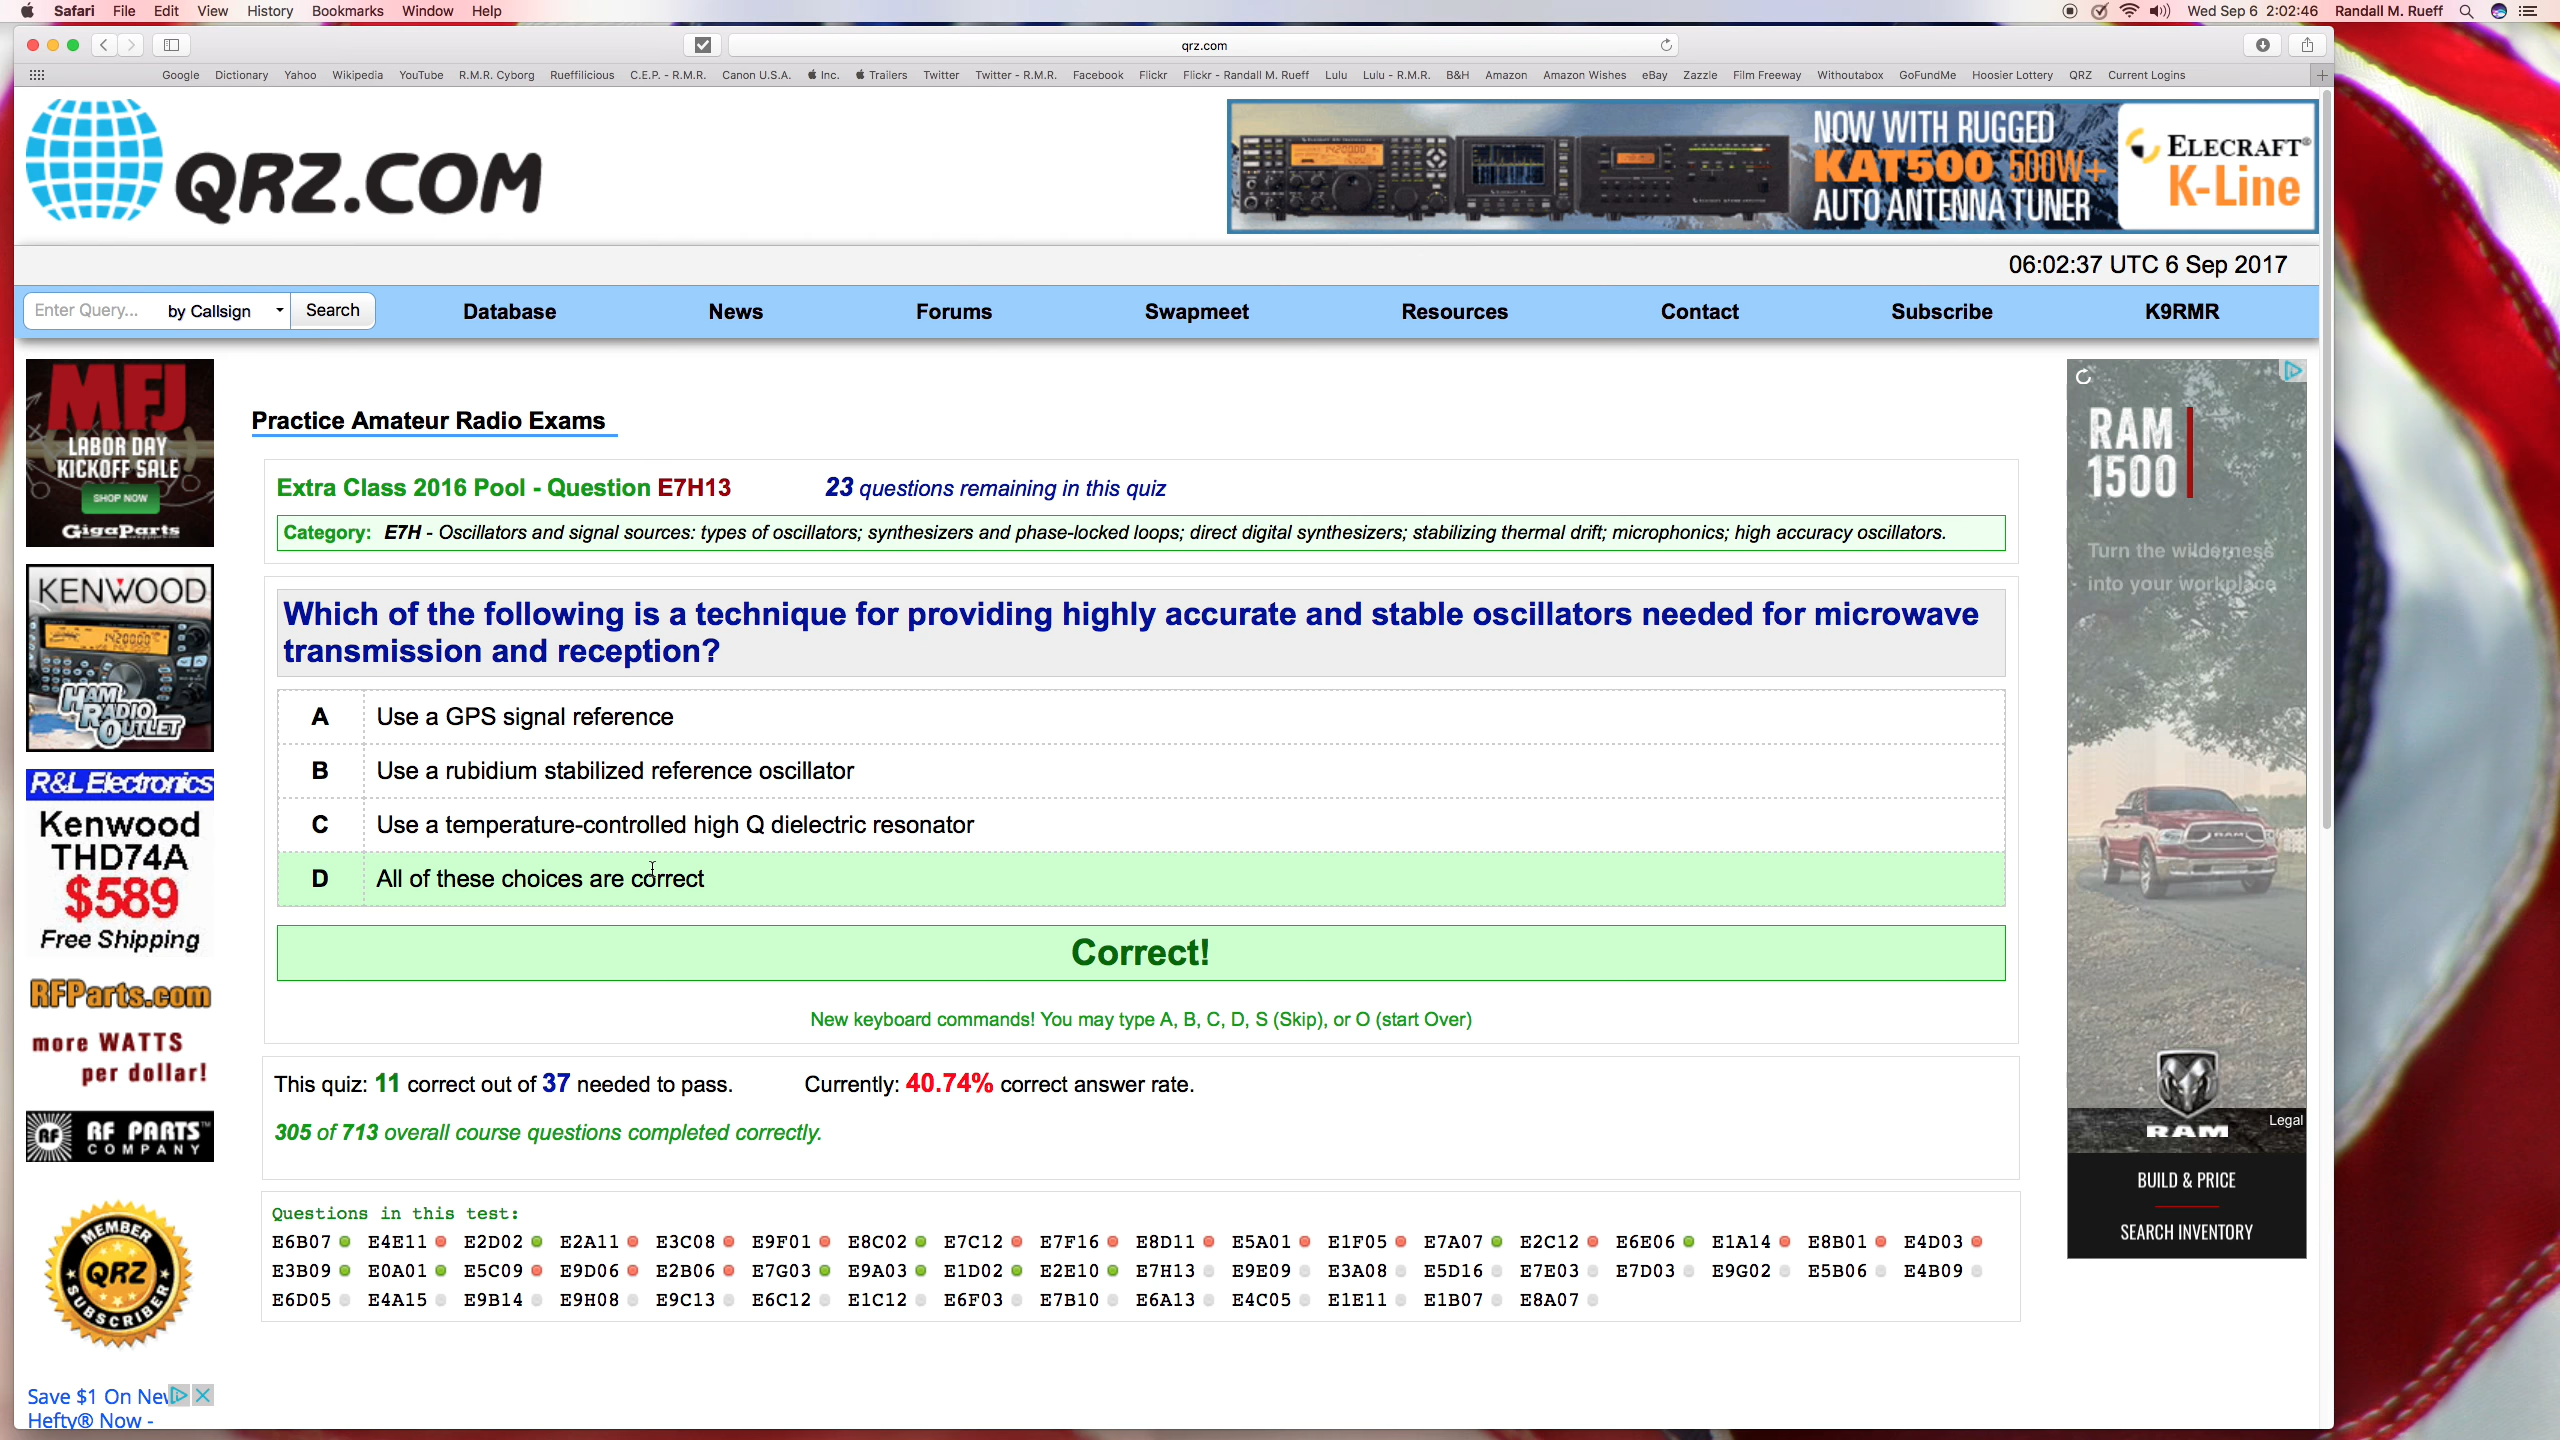 Safari File Edit View History Bookmarks Window Help Wed Sep 6 2:02:46 Randall M. Rueff
qrz.com
Google Dictionary Yahoo Wikipedia YouTube R.M.R. Cyborg Rueffilicious C.E.P. - R.M.R. Canon U.S.A. Inc. Trailers Twitter Twitter - R.M.R. Facebook Flickr Flickr - Randall M. Rueff Lulu Lulu - R.M.R. B&H Amazon Amazon Wishes eBay Zazzle Film Freeway Withoutabox GoFundMe Hoosier Lottery QRZ Current Logins
QRZ.COM
NOW WITH RUGGED
KAT500 500W+
AUTO ANTENNA TUNER
ELECRAFT®
K-Line
06:02:37 UTC 6 Sep 2017
Enter Query... by Callsign Search Database News Forums Swapmeet Resources Contact Subscribe K9RMR
MFJ
LABOR DAY
KICKOFF SALE
SHOP NOW
GigaParts
KENWOOD
HAM RADIO OUTLET
R&L Electronics
Kenwood
THD74A
$589
Free Shipping
RFParts.com
more WATTS
per dollar!
RF RF PARTS™
COMPANY
MEMBER
QRZ
SUBSCRIBER
Save $1 On New
Hefty® Now -
Practice Amateur Radio Exams
Extra Class 2016 Pool - Question E7H13 23 questions remaining in this quiz
Category: E7H - Oscillators and signal sources: types of oscillators; synthesizers and phase-locked loops; direct digital synthesizers; stabilizing thermal drift; microphonics; high accuracy oscillators.
Which of the following is a technique for providing highly accurate and stable oscillators needed for microwave
transmission and reception?
A Use a GPS signal reference
B Use a rubidium stabilized reference oscillator
C Use a temperature-controlled high Q dielectric resonator
D All of these choices are correct
Correct!
New keyboard commands! You may type A, B, C, D, S (Skip), or O (start Over)
This quiz: 11 correct out of 37 needed to pass. Currently: 40.74% correct answer rate.
305 of 713 overall course questions completed correctly.
Questions in this test:
E6B07 E4E11 E2D02 E2A11 E3C08 E9F01 E8C02 E7C12 E7F16 E8D11 E5A01 E1F05 E7A07 E2C12 E6E06 E1A14 E8B01 E4D03
E3B09 E0A01 E5C09 E9D06 E2B06 E7G03 E9A03 E1D02 E2E10 E7H13 E9E09 E3A08 E5D16 E7E03 E7D03 E9G02 E5B06 E4B09
E6D05 E4A15 E9B14 E9H08 E9C13 E6C12 E1C12 E6F03 E7B10 E6A13 E4C05 E1E11 E1B07 E8A07
RAM
1500
Turn the wilderness
into your workplace
RAM
Legal
BUILD & PRICE
SEARCH INVENTORY